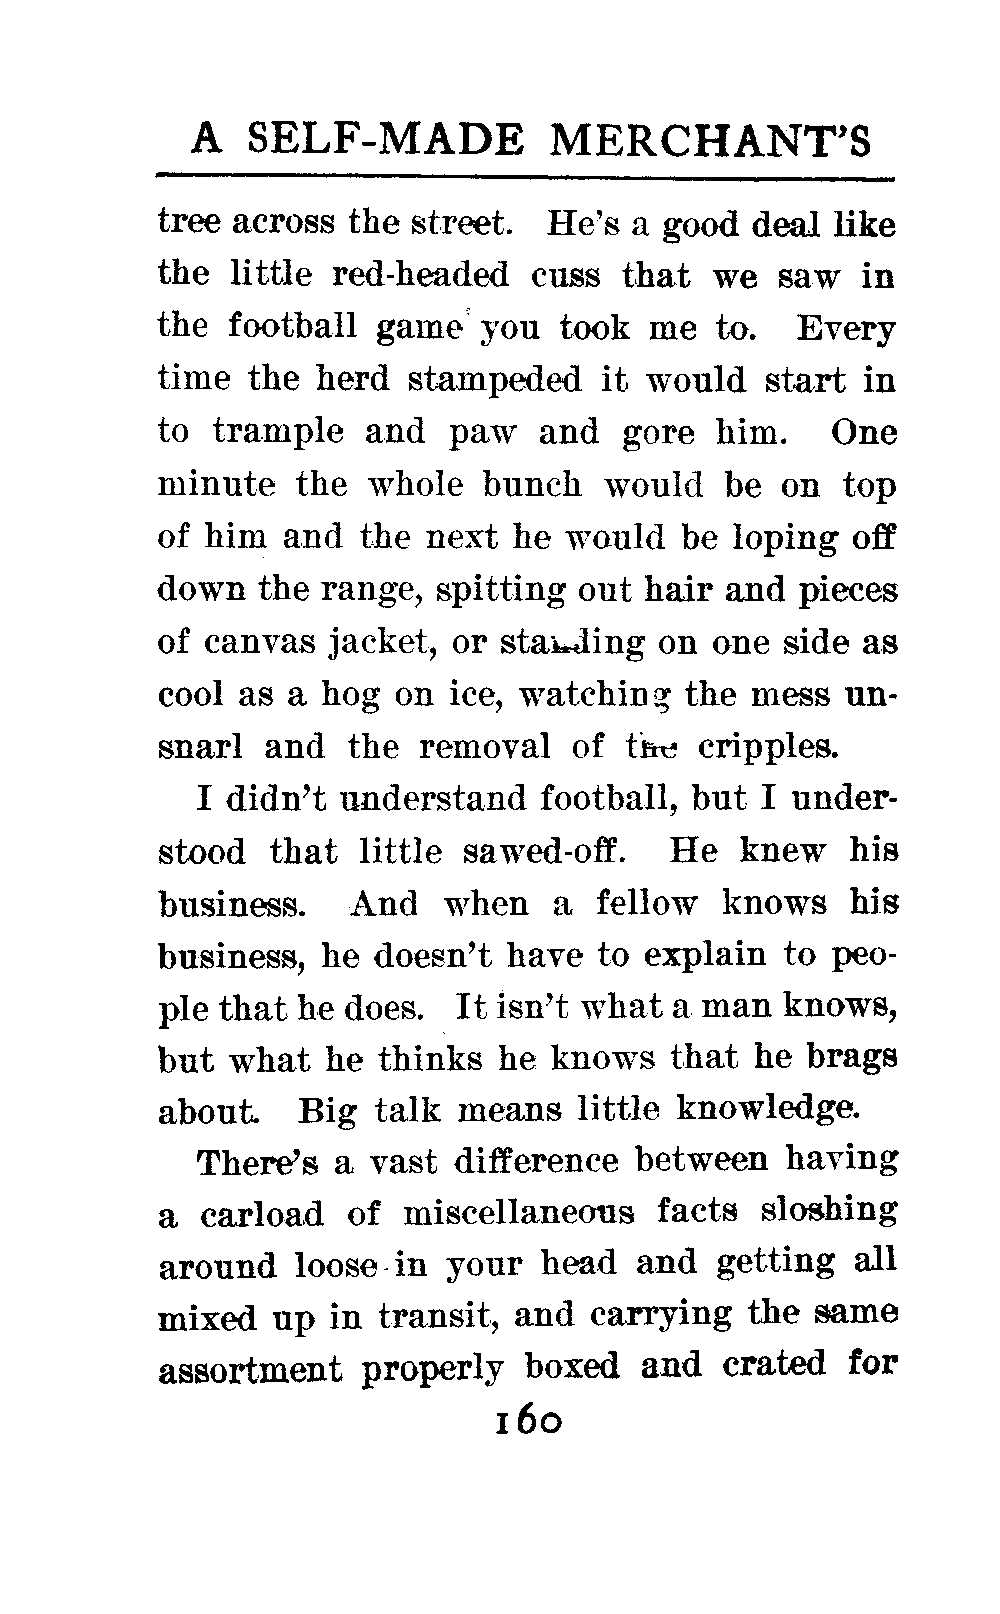 A SELF-MADE MERCHANT'S
tree across the street. He's a good deal like
the little red-headed cuss that we saw in
the football game you took me to. Every
time the herd stampeded it would start in
to trample and paw and gore him. One
minute the whole bunch would be on top
of him and the next he would be loping off
down the range, spitting out hair and pieces
of canvas jacket, or standing on one side as
cool as a hog on ice, watching the mess un-
snarl and the removal of the cripples.
I didn't understand football, but I under-
stood that little sawed-off. He knew his
business. And when a fellow knows his
business, he doesn't have to explain to peo-
ple that he does. It isn't what a man knows,
but what he thinks he knows that he brags
about. Big talk means little knowledge.
There's a vast difference between having
a carload of miscellaneous facts sloshing
around loose in your head and getting all
mixed up in transit, and carrying the same
assortment properly boxed and crated for
160